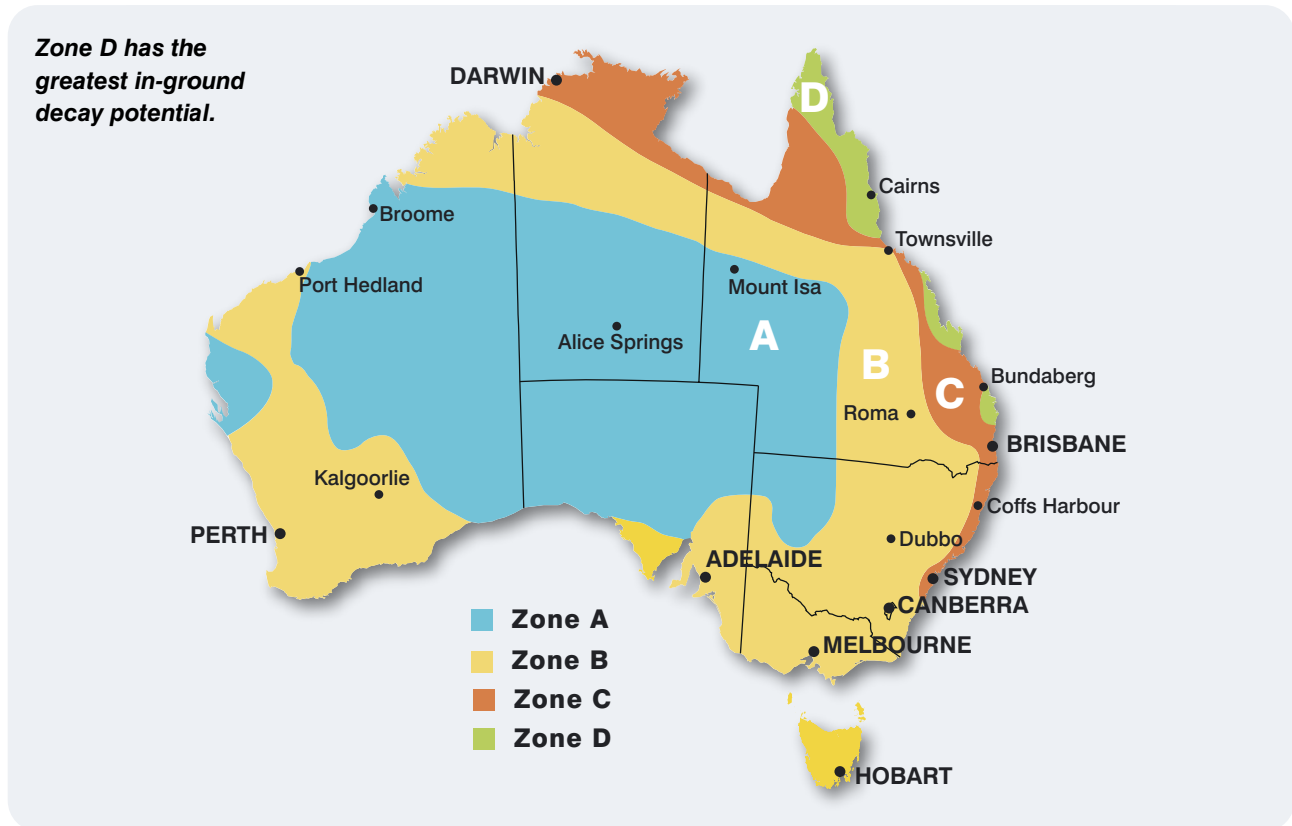 Zone D has the
greatest in-ground
decay potential.
DARWIN
D
Cairns
Broome
Townsville
Port Hedland
Mount Isa
Alice Springs
A
B
Bundaberg
C
Roma
BRISBANE
Kalgoorlie
Coffs Harbour
PERTH
Dubbo
ADELAIDE
SYDNEY
CANBERRA
MELBOURNE
Zone A
Zone B
Zone C
Zone D
HOBART